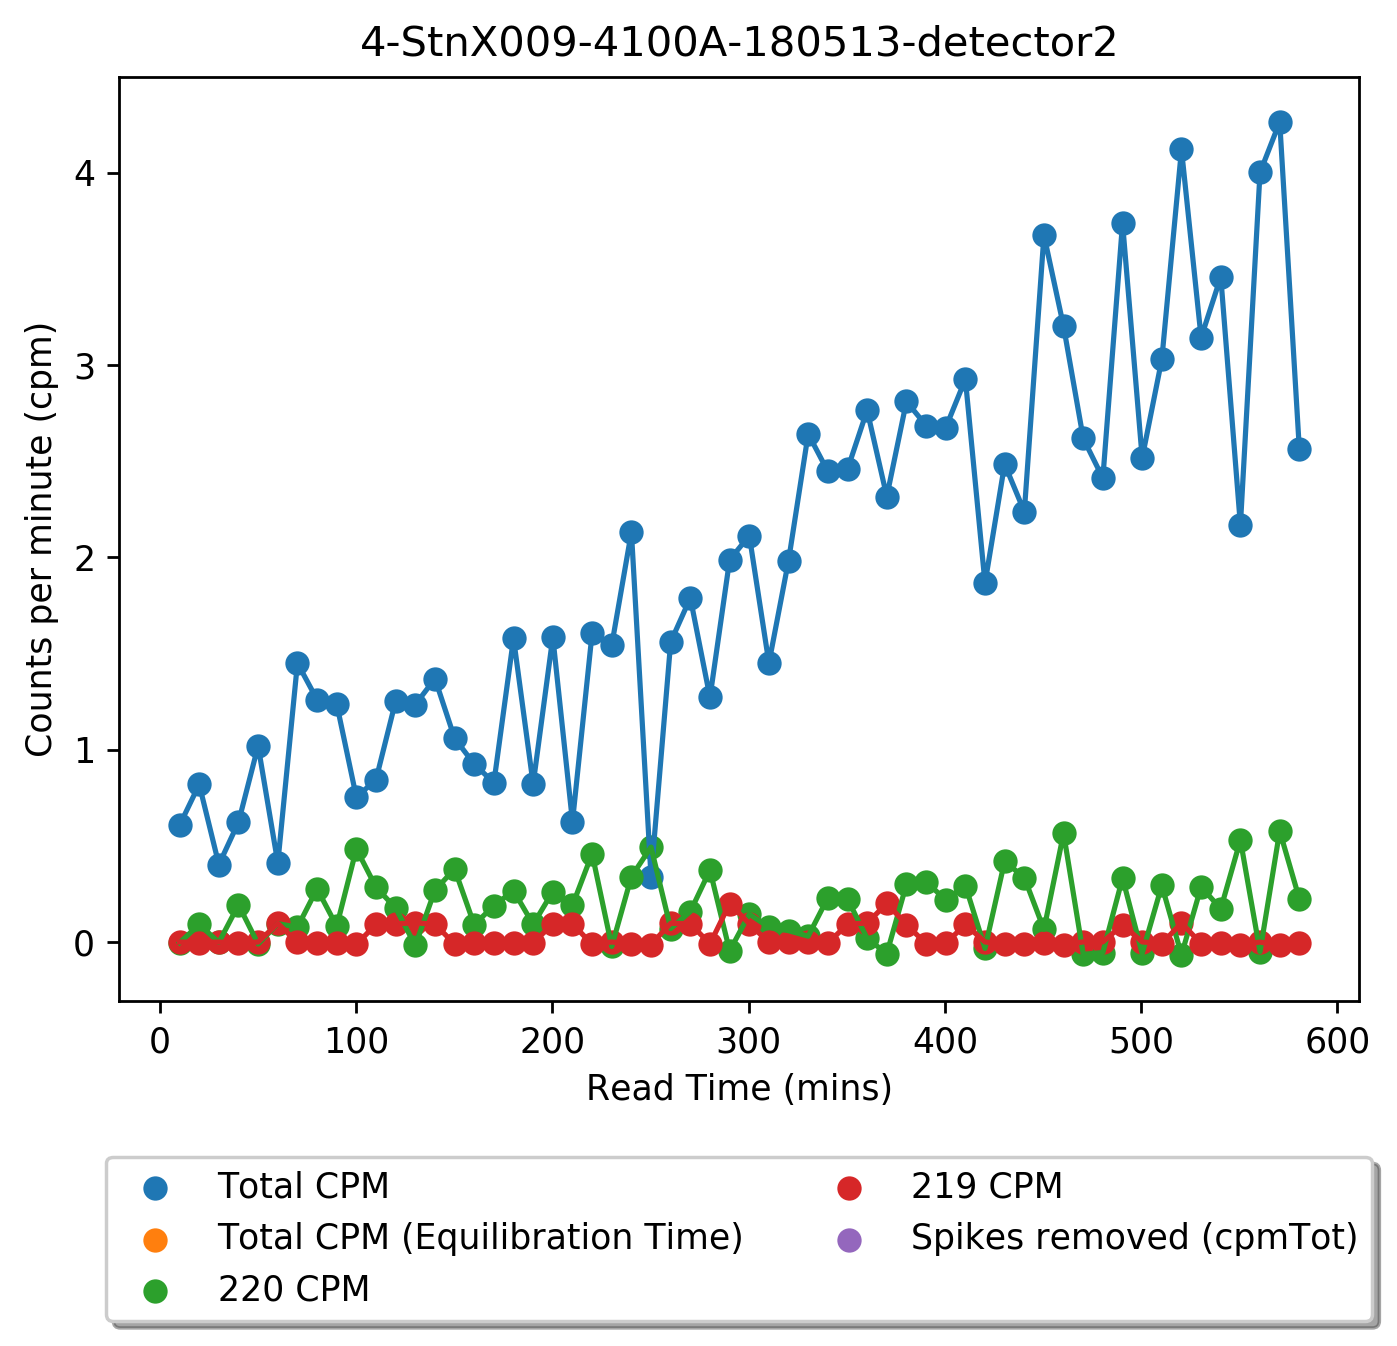 4-StnX009-4100A-180513-detector2
4
3
2
1
0
Counts per minute (cpm)
0 100 200 300 400 500 600
Read Time (mins)
Total CPM
Total CPM (Equilibration Time)
220 CPM
219 CPM
Spikes removed (cpmTot)